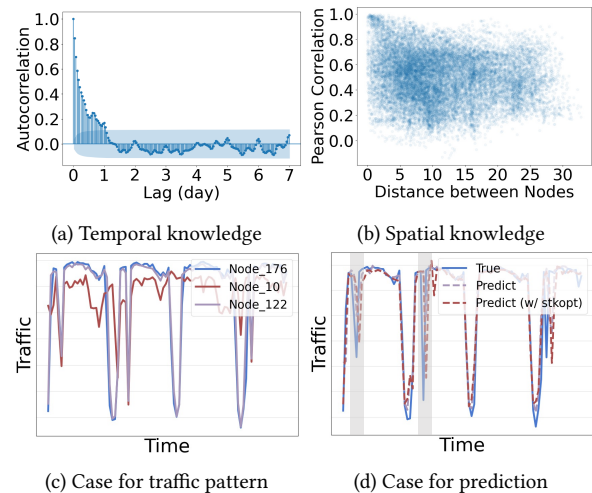 1.0
0.8
0.6
0.4
0.2
0.0
Autocorrelation
0 1 2 3 4 5 6 7
Lag (day)
(a) Temporal knowledge
1.0
0.8
0.6
0.4
0.2
0.0
Pearson Correlation
0 5 10 15 20 25 30
Distance between Nodes
(b) Spatial knowledge
Node_176
Node_10
Node_122
Traffic
Time
(c) Case for traffic pattern
True
Predict
Predict (w/ stkopt)
Traffic
Time
(d) Case for prediction